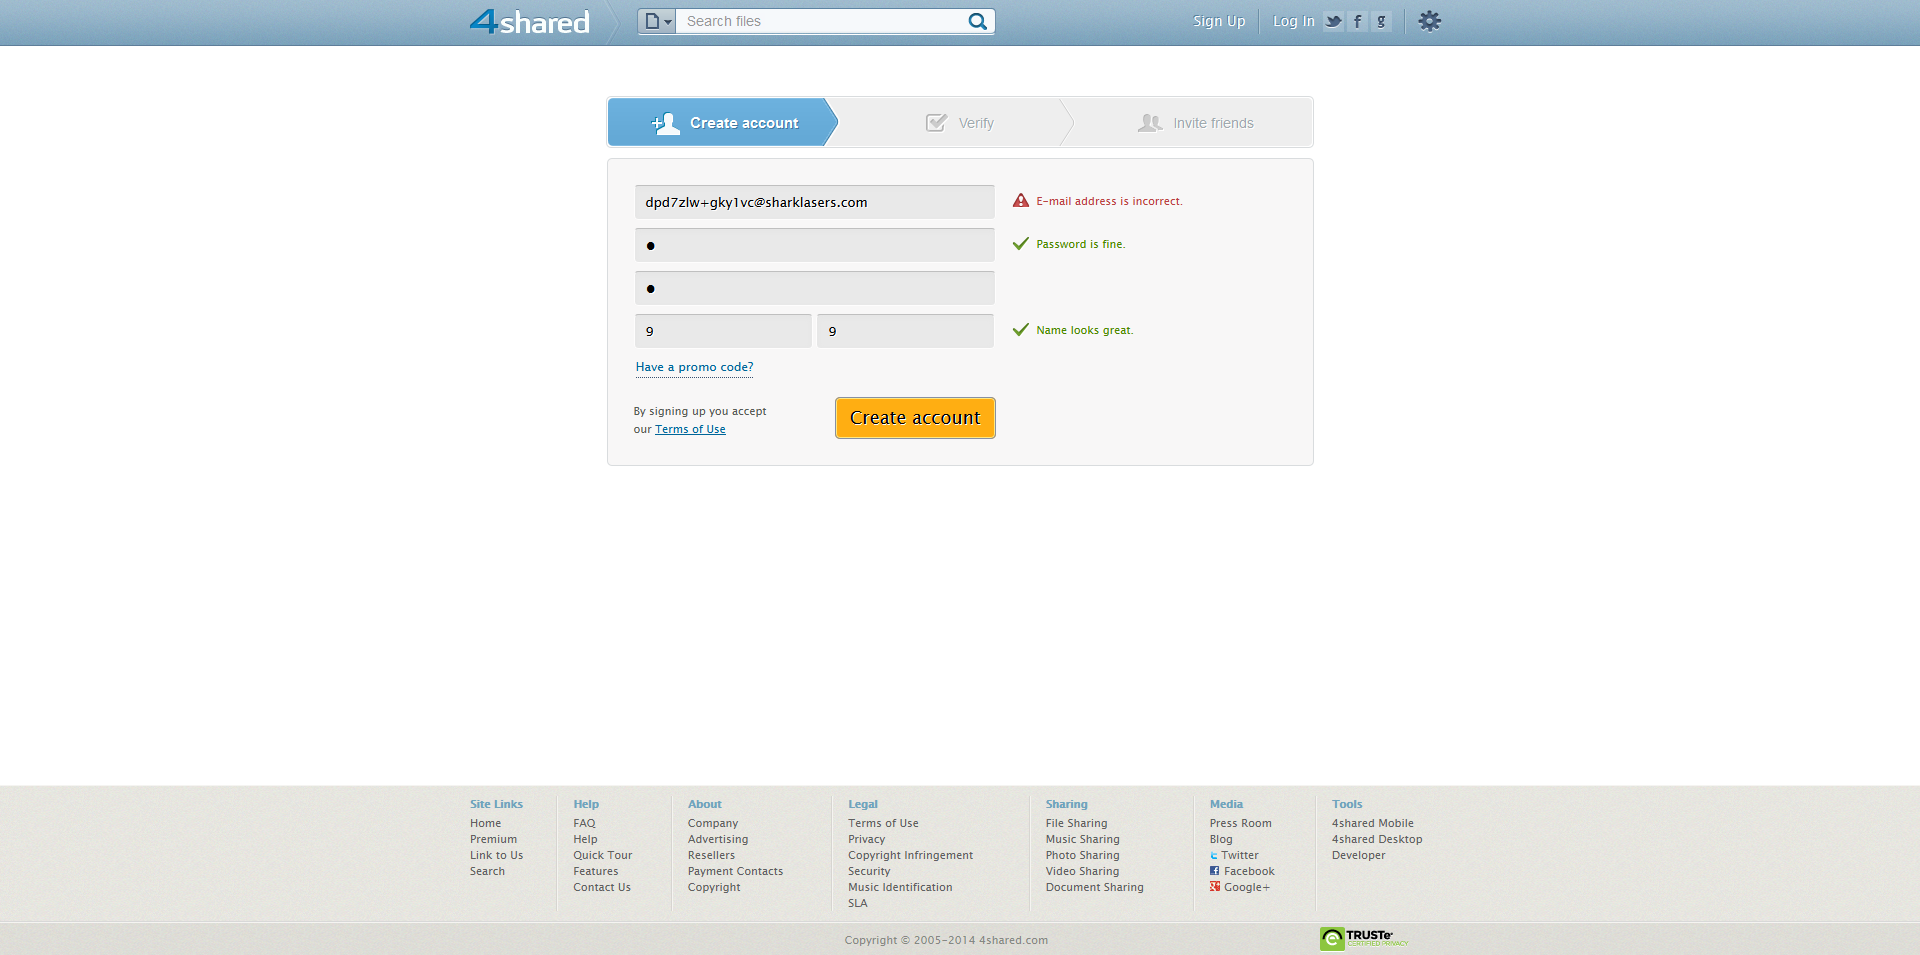 4shared
Search files
Sign Up
Log In
Create account
Verify
Invite friends
dpd7zlw+gky1vc@sharklasers.com
E-mail address is incorrect.
●
Password is fine.
●
9
9
Name looks great.
Have a promo code?
By signing up you accept
our Terms of Use
Create account
Site Links
Home
Premium
Link to Us
Search
Help
FAQ
Help
Quick Tour
Features
Contact Us
About
Company
Advertising
Resellers
Payment Contacts
Copyright
Legal
Terms of Use
Privacy
Copyright Infringement
Security
Music Identification
SLA
Sharing
File Sharing
Music Sharing
Photo Sharing
Video Sharing
Document Sharing
Media
Press Room
Blog
Twitter
Facebook
Google+
Tools
4shared Mobile
4shared Desktop
Developer
Copyright © 2005-2014 4shared.com
TRUSTe
CERTIFIED PRIVACY